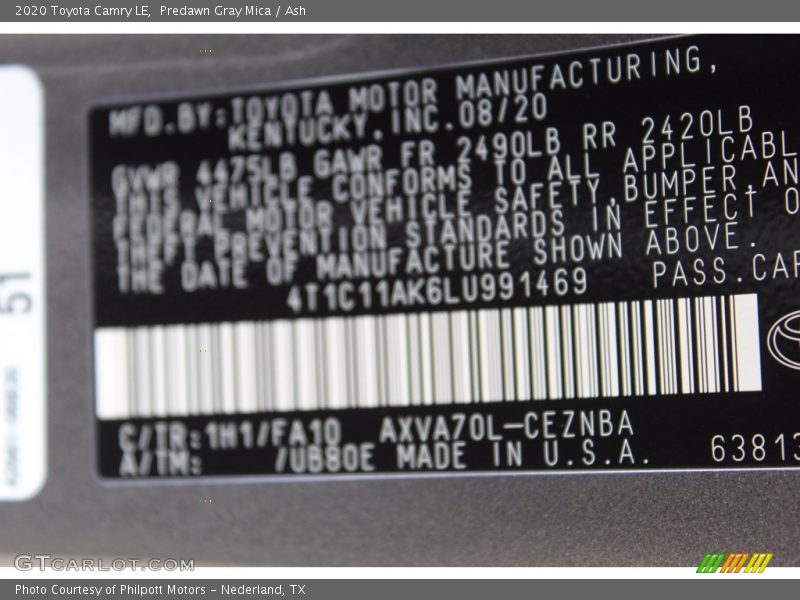 2020 Toyota Camry LE, Predawn Gray Mica / Ash
MFD.BY:TOYOTA MOTOR MANUFACTURING,
KENTUCKY,INC.08/20
GVWR 4475LB GAWR FR 2490LB RR 2420LB
THIS VEHICLE CONFORMS TO ALL APPLICABL
FEDERAL MOTOR VEHICLE SAFETY,BUMPER,AN
THEFT PREVENTION STANDARDS IN EFFECT O
THE DATE OF MANUFACTURE SHOWN ABOVE.
4T1C11AK6LU991469 PASS.CAR
C/TR:1H1/FA10 AXVA70L-CEZNBA
A/TM: /UB80E MADE IN U.S.A. 63813
51
GTCARLOT.COM
Photo Courtesy of Philpott Motors - Nederland, TX